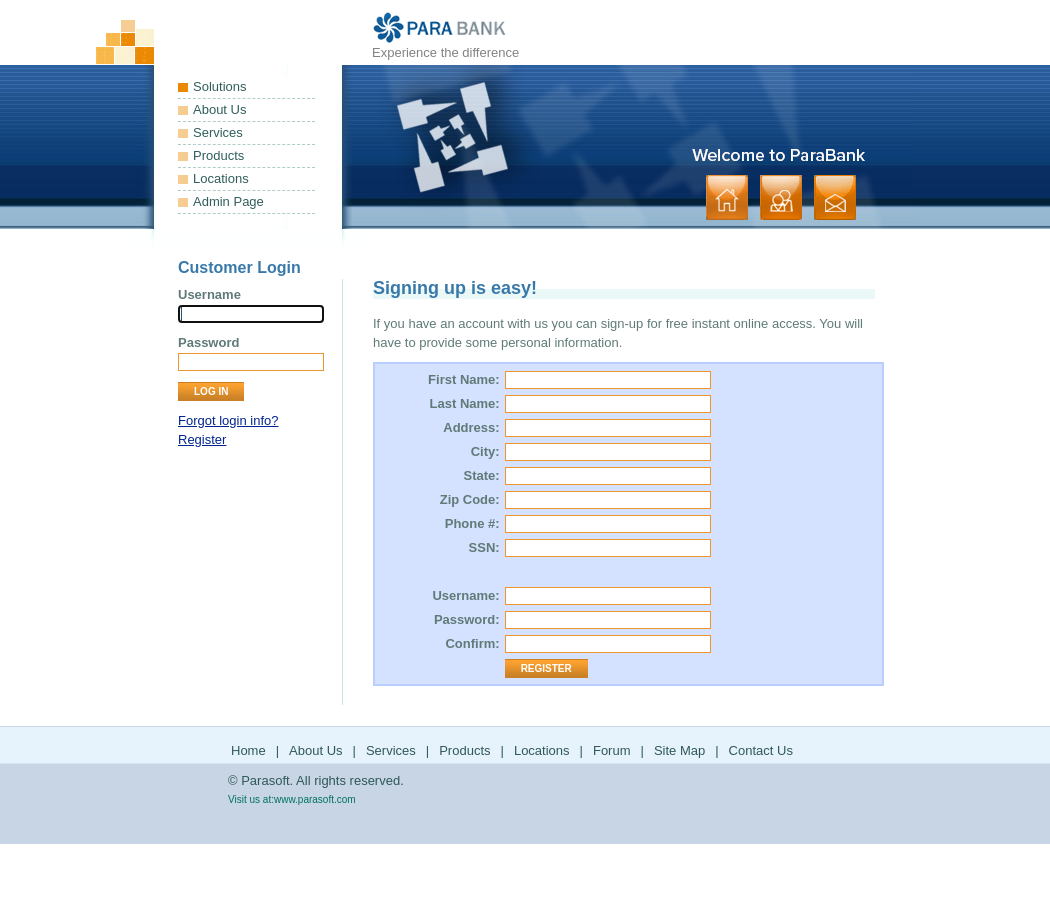 PARA BANK
Experience the difference
Solutions
About Us
Services
Products
Locations
Admin Page
Welcome to ParaBank
Customer Login
Username
Password
LOG IN
Forgot login info?
Register
Signing up is easy!
If you have an account with us you can sign-up for free instant online access. You will
have to provide some personal information.
First Name:
Last Name:
Address:
City:
State:
Zip Code:
Phone #:
SSN:
Username:
Password:
Confirm:
REGISTER
Home | About Us | Services | Products | Locations | Forum | Site Map | Contact Us
© Parasoft. All rights reserved.
Visit us at:www.parasoft.com